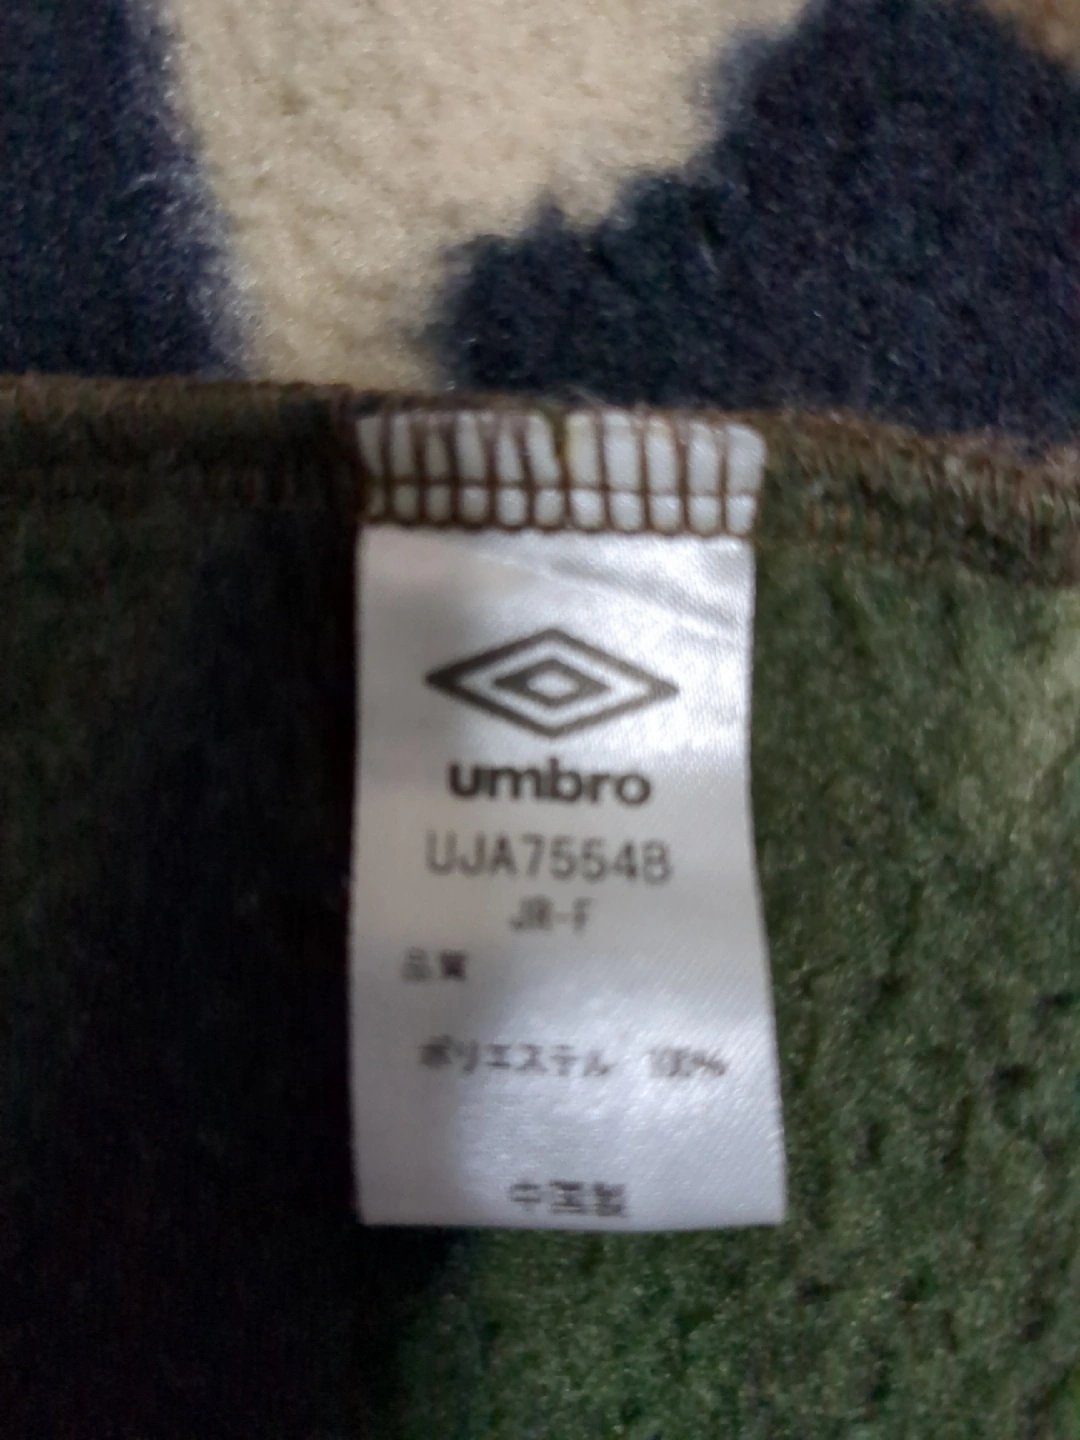 umbro
UJA7554B
JR-F
品質
ポリエステル 100%
中国製